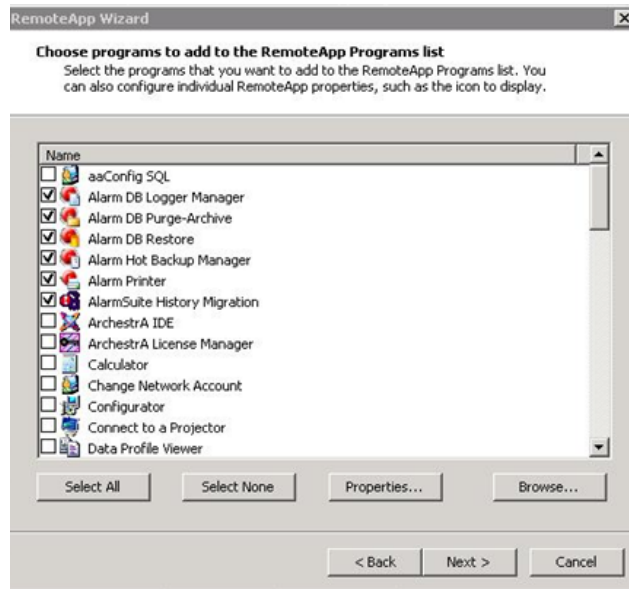 RemoteApp Wizard
Choose programs to add to the RemoteApp Programs list
Select the programs that you want to add to the RemoteApp Programs list. You
can also configure individual RemoteApp properties, such as the icon to display.
Name
aaConfig SQL
Alarm DB Logger Manager
Alarm DB Purge-Archive
Alarm DB Restore
Alarm Hot Backup Manager
Alarm Printer
AlarmSuite History Migration
ArchestrA IDE
ArchestrA License Manager
Calculator
Change Network Account
Configurator
Connect to a Projector
Data Profile Viewer
Select All Select None Properties... Browse...
< Back Next > Cancel